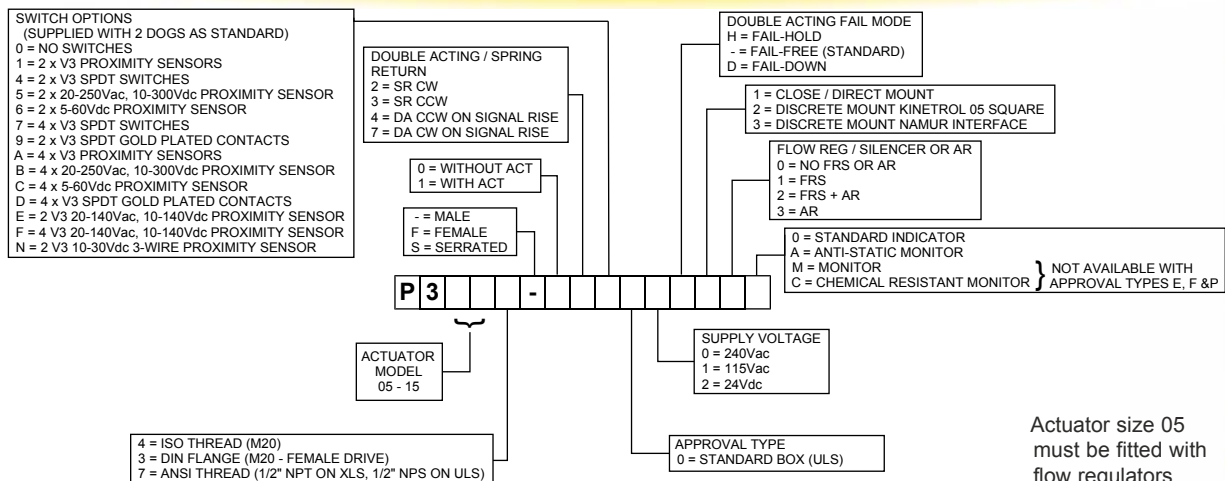 SWITCH OPTIONS
(SUPPLIED WITH 2 DOGS AS STANDARD)
0 = NO SWITCHES
1 = 2 x V3 PROXIMITY SENSORS
4 = 2 x V3 SPDT SWITCHES
5 = 2 x 20-250Vac, 10-300Vdc PROXIMITY SENSOR
6 = 2 x 5-60Vdc PROXIMITY SENSOR
7 = 4 x V3 SPDT SWITCHES
9 = 2 x V3 SPDT GOLD PLATED CONTACTS
A = 4 x V3 PROXIMITY SENSORS
B = 4 x 20-250Vac, 10-300Vdc PROXIMITY SENSOR
C = 4 x 5-60Vdc PROXIMITY SENSOR
D = 4 x V3 SPDT GOLD PLATED CONTACTS
E = 2 V3 20-140Vac, 10-140Vdc PROXIMITY SENSOR
F = 4 V3 20-140Vac, 10-140Vdc PROXIMITY SENSOR
N = 2 V3 10-30Vdc 3-WIRE PROXIMITY SENSOR
DOUBLE ACTING / SPRING
RETURN
2 = SR CW
3 = SR CCW
4 = DA CCW ON SIGNAL RISE
7 = DA CW ON SIGNAL RISE
0 = WITHOUT ACT
1 = WITH ACT
- = MALE
F = FEMALE
S = SERRATED
DOUBLE ACTING FAIL MODE
H = FAIL-HOLD
- = FAIL-FREE (STANDARD)
D = FAIL-DOWN
1 = CLOSE / DIRECT MOUNT
2 = DISCRETE MOUNT KINETROL 05 SQUARE
3 = DISCRETE MOUNT NAMUR INTERFACE
FLOW REG / SILENCER OR AR
0 = NO FRS OR AR
1 = FRS
2 = FRS + AR
3 = AR
0 = STANDARD INDICATOR
A = ANTI-STATIC MONITOR
M = MONITOR
C = CHEMICAL RESISTANT MONITOR
} NOT AVAILABLE WITH
APPROVAL TYPES E, F &P
P 3 -
ACTUATOR
MODEL
05 - 15
SUPPLY VOLTAGE
0 = 240Vac
1 = 115Vac
2 = 24Vdc
4 = ISO THREAD (M20)
3 = DIN FLANGE (M20 - FEMALE DRIVE)
7 = ANSI THREAD (1/2" NPT ON XLS, 1/2" NPS ON ULS)
APPROVAL TYPE
0 = STANDARD BOX (ULS)
Actuator size 05
must be fitted with
flow regulators